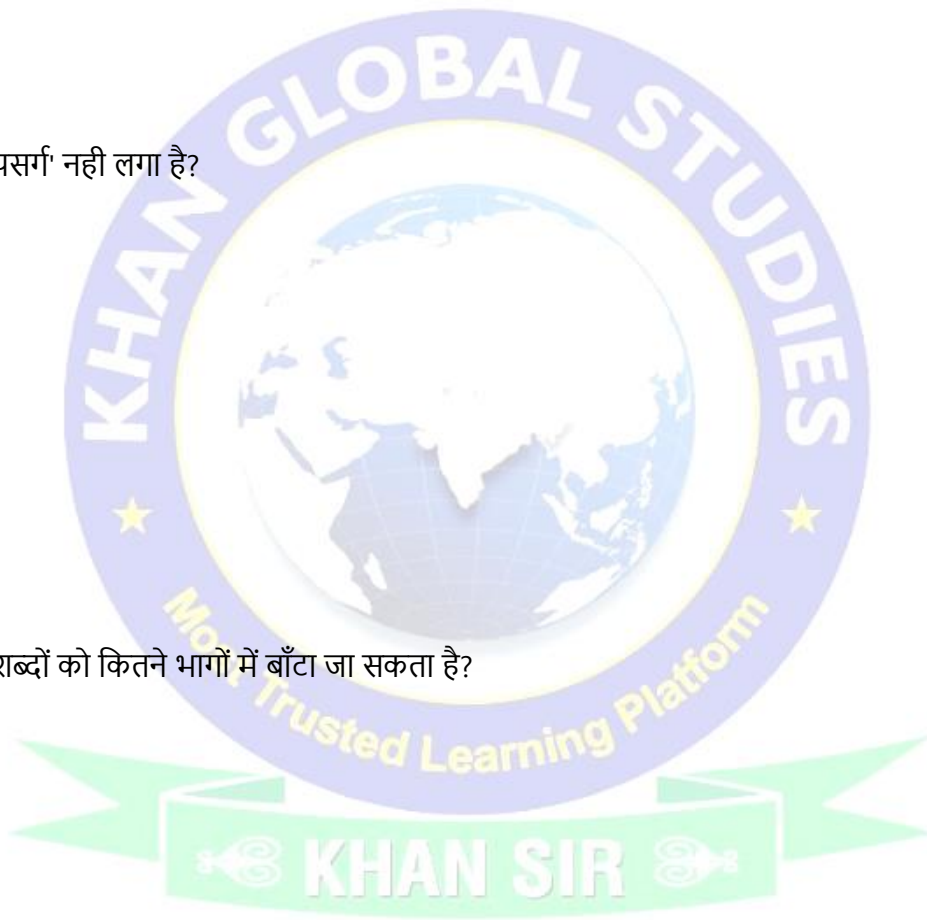 KHAN GLOBAL STUDIES
पसर्ग' नही लगा है?
शब्दों को कितने भागों में बाँटा जा सकता है?
Most Trusted Learning Platform
KHAN SIR